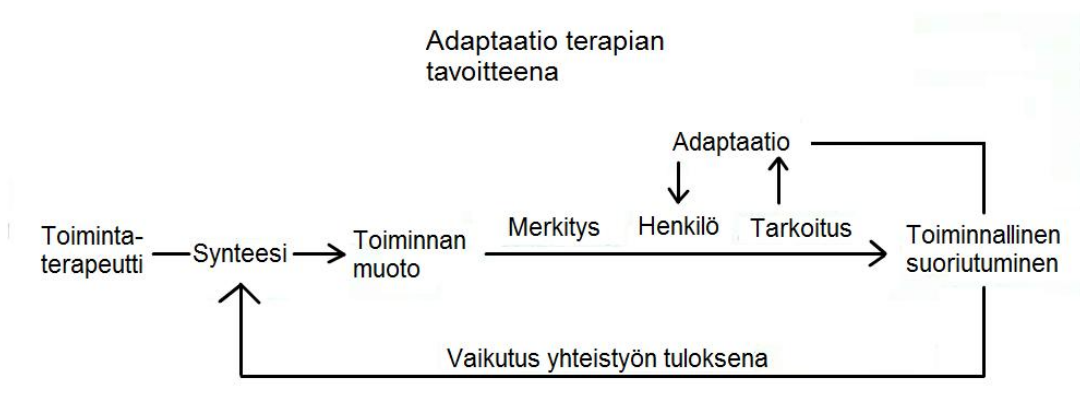 Adaptaatio terapian
tavoitteena
Adaptaatio
Merkitys
Henkilö
Tarkoitus
Toiminta-
terapeutti
Synteesi
Toiminnan
muoto
Toiminnallinen
suoriutuminen
Vaikutus yhteistyön tuloksena